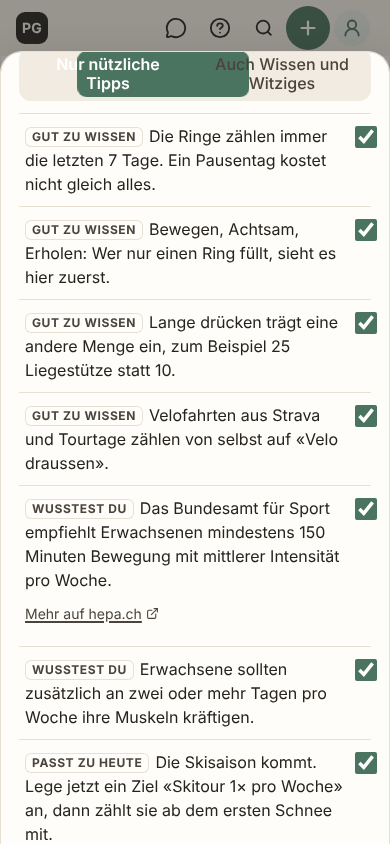 PG
Nur nützliche
Tipps
Auch Wissen und
Witziges
GUT ZU WISSEN Die Ringe zählen immer
die letzten 7 Tage. Ein Pausentag kostet
nicht gleich alles.
GUT ZU WISSEN Bewegen, Achtsam,
Erholen: Wer nur einen Ring füllt, sieht es
hier zuerst.
GUT ZU WISSEN Lange drücken trägt eine
andere Menge ein, zum Beispiel 25
Liegestütze statt 10.
GUT ZU WISSEN Velofahrten aus Strava
und Tourtage zählen von selbst auf «Velo
draussen».
WUSSTEST DU Das Bundesamt für Sport
empfiehlt Erwachsenen mindestens 150
Minuten Bewegung mit mittlerer Intensität
pro Woche.
Mehr auf hepa.ch
WUSSTEST DU Erwachsene sollten
zusätzlich an zwei oder mehr Tagen pro
Woche ihre Muskeln kräftigen.
PASST ZU HEUTE Die Skisaison kommt.
Lege jetzt ein Ziel «Skitour 1× pro Woche»
an, dann zählt sie ab dem ersten Schnee
mit.